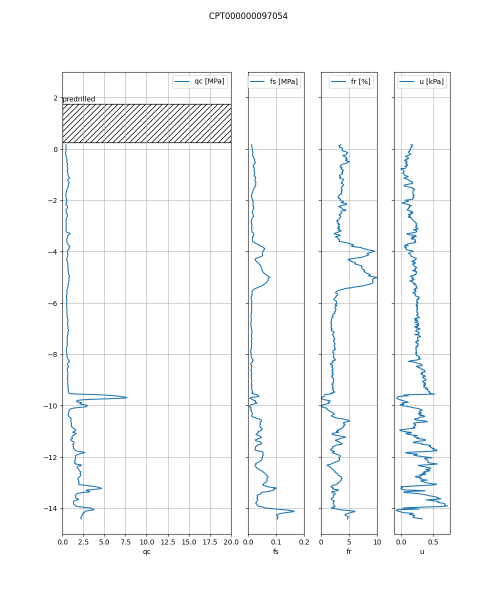 CPT000000097054
qc [MPa]
fs [MPa]
fr [%]
u [kPa]
predrilled
2
0
−2
−4
−6
−8
−10
−12
−14
0.0 2.5 5.0 7.5 10.0 12.5 15.0 17.5 20.0
0.0 0.1 0.2
0 5 10
0.0 0.5
qc
fs
fr
u